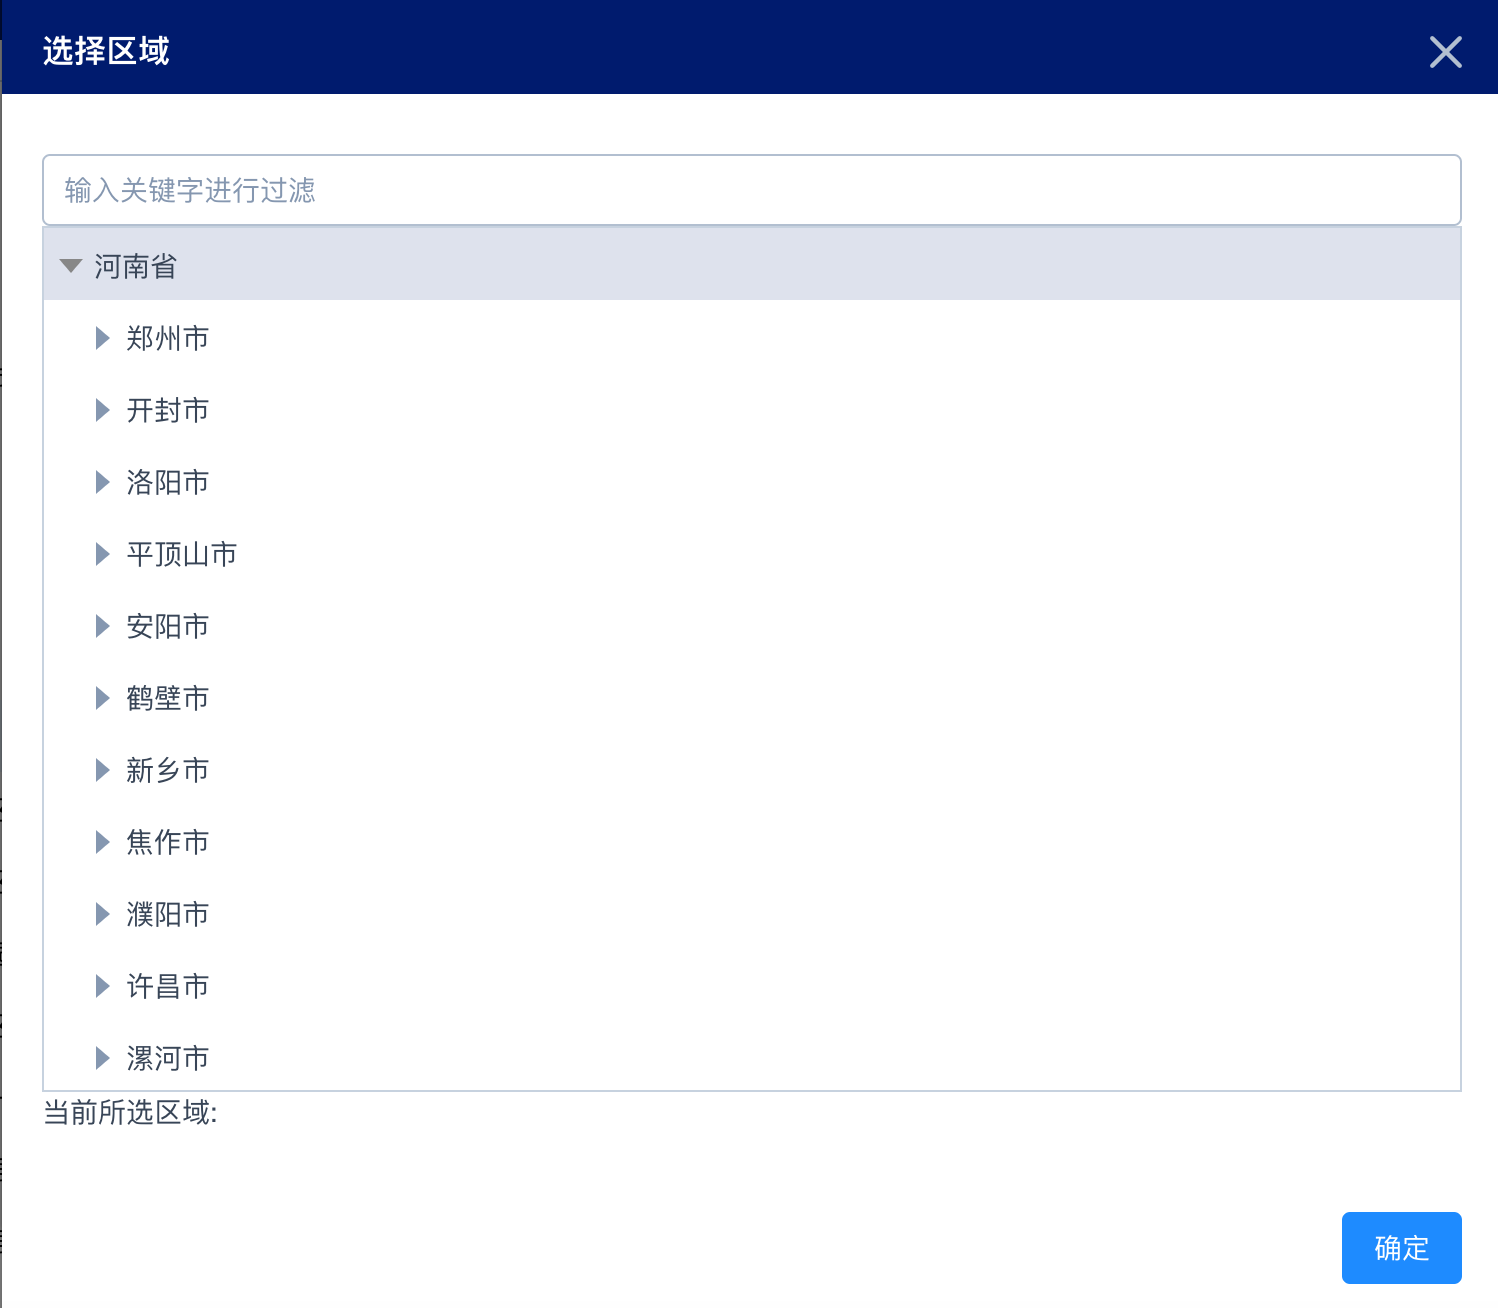 选择区域
输入关键字进行过滤
河南省
郑州市
开封市
洛阳市
平顶山市
安阳市
鹤壁市
新乡市
焦作市
濮阳市
许昌市
漯河市
当前所选区域:
确定